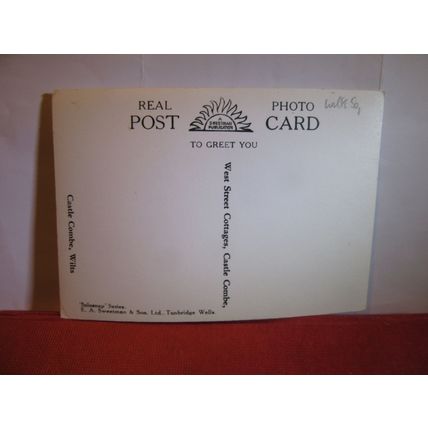 REAL PHOTO
POST CARD
A
SWEETMAN
PUBLICATION
TO GREET YOU
West Street Cottages, Castle Combe,
Castle Combe, Wilts
"Solosnap" Series.
E. A. Sweetman & Son, Ltd., Tunbridge Wells.